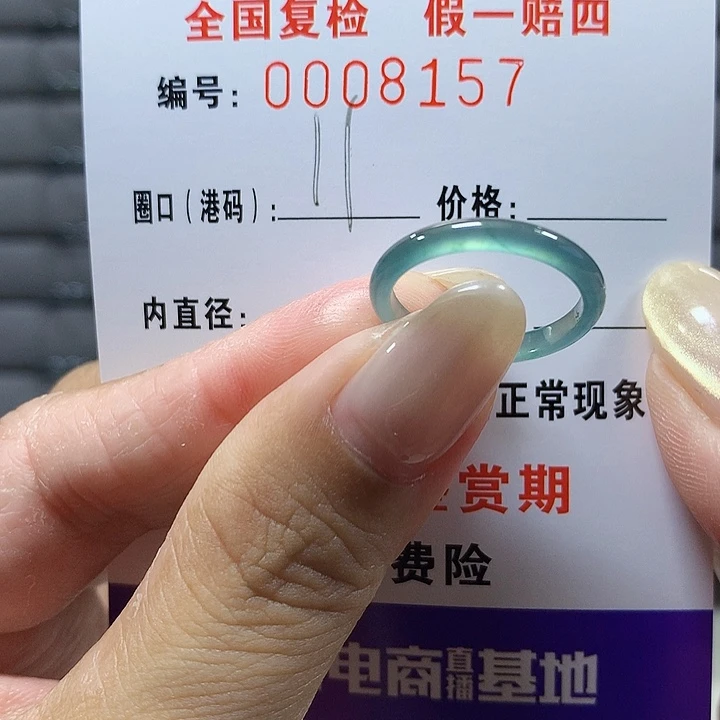 全国复检 假一赔四
编号: 0008157
圈口(港码): 11 价格:
内直径:
正常现象
赏期
费险
电商直播基地